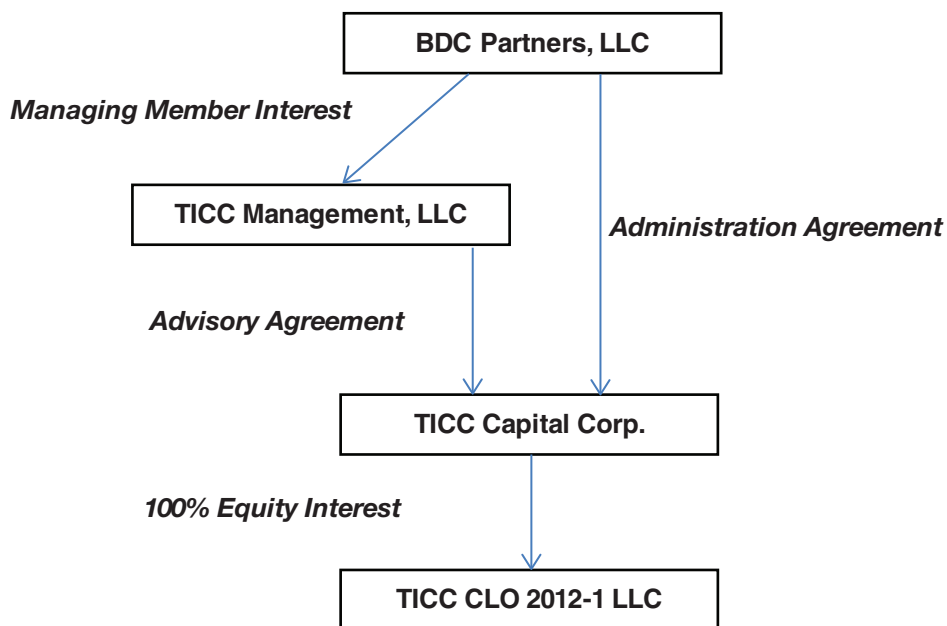 BDC Partners, LLC
Managing Member Interest
TICC Management, LLC
Administration Agreement
Advisory Agreement
TICC Capital Corp.
100% Equity Interest
TICC CLO 2012-1 LLC